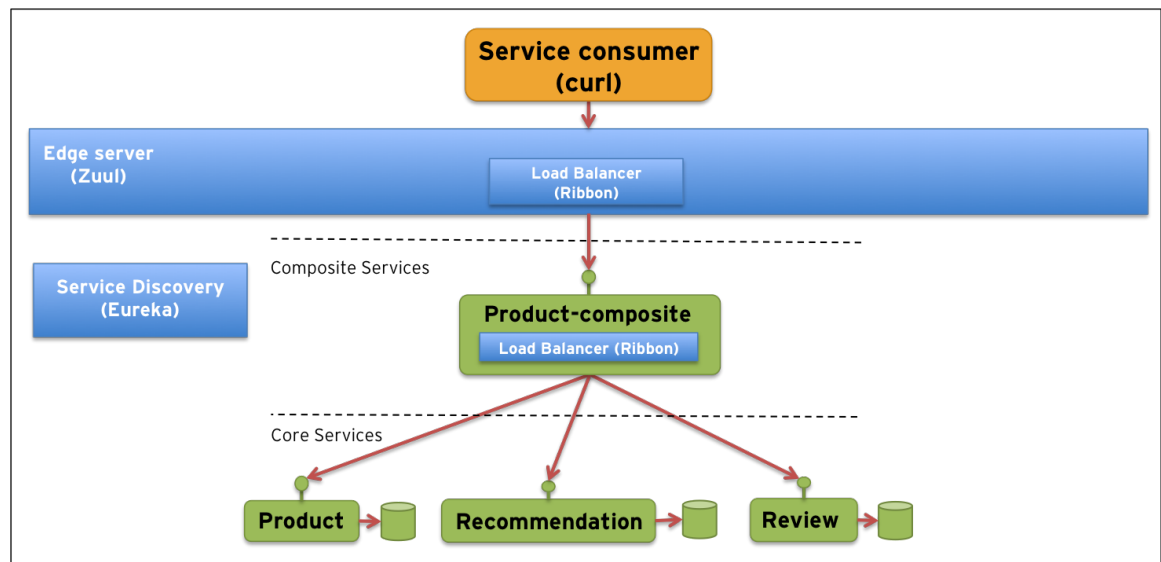 Service consumer
(curl)
Edge server
(Zuul)
Load Balancer
(Ribbon)
Composite Services
Service Discovery
(Eureka)
Product-composite
Load Balancer (Ribbon)
Core Services
Product
Recommendation
Review